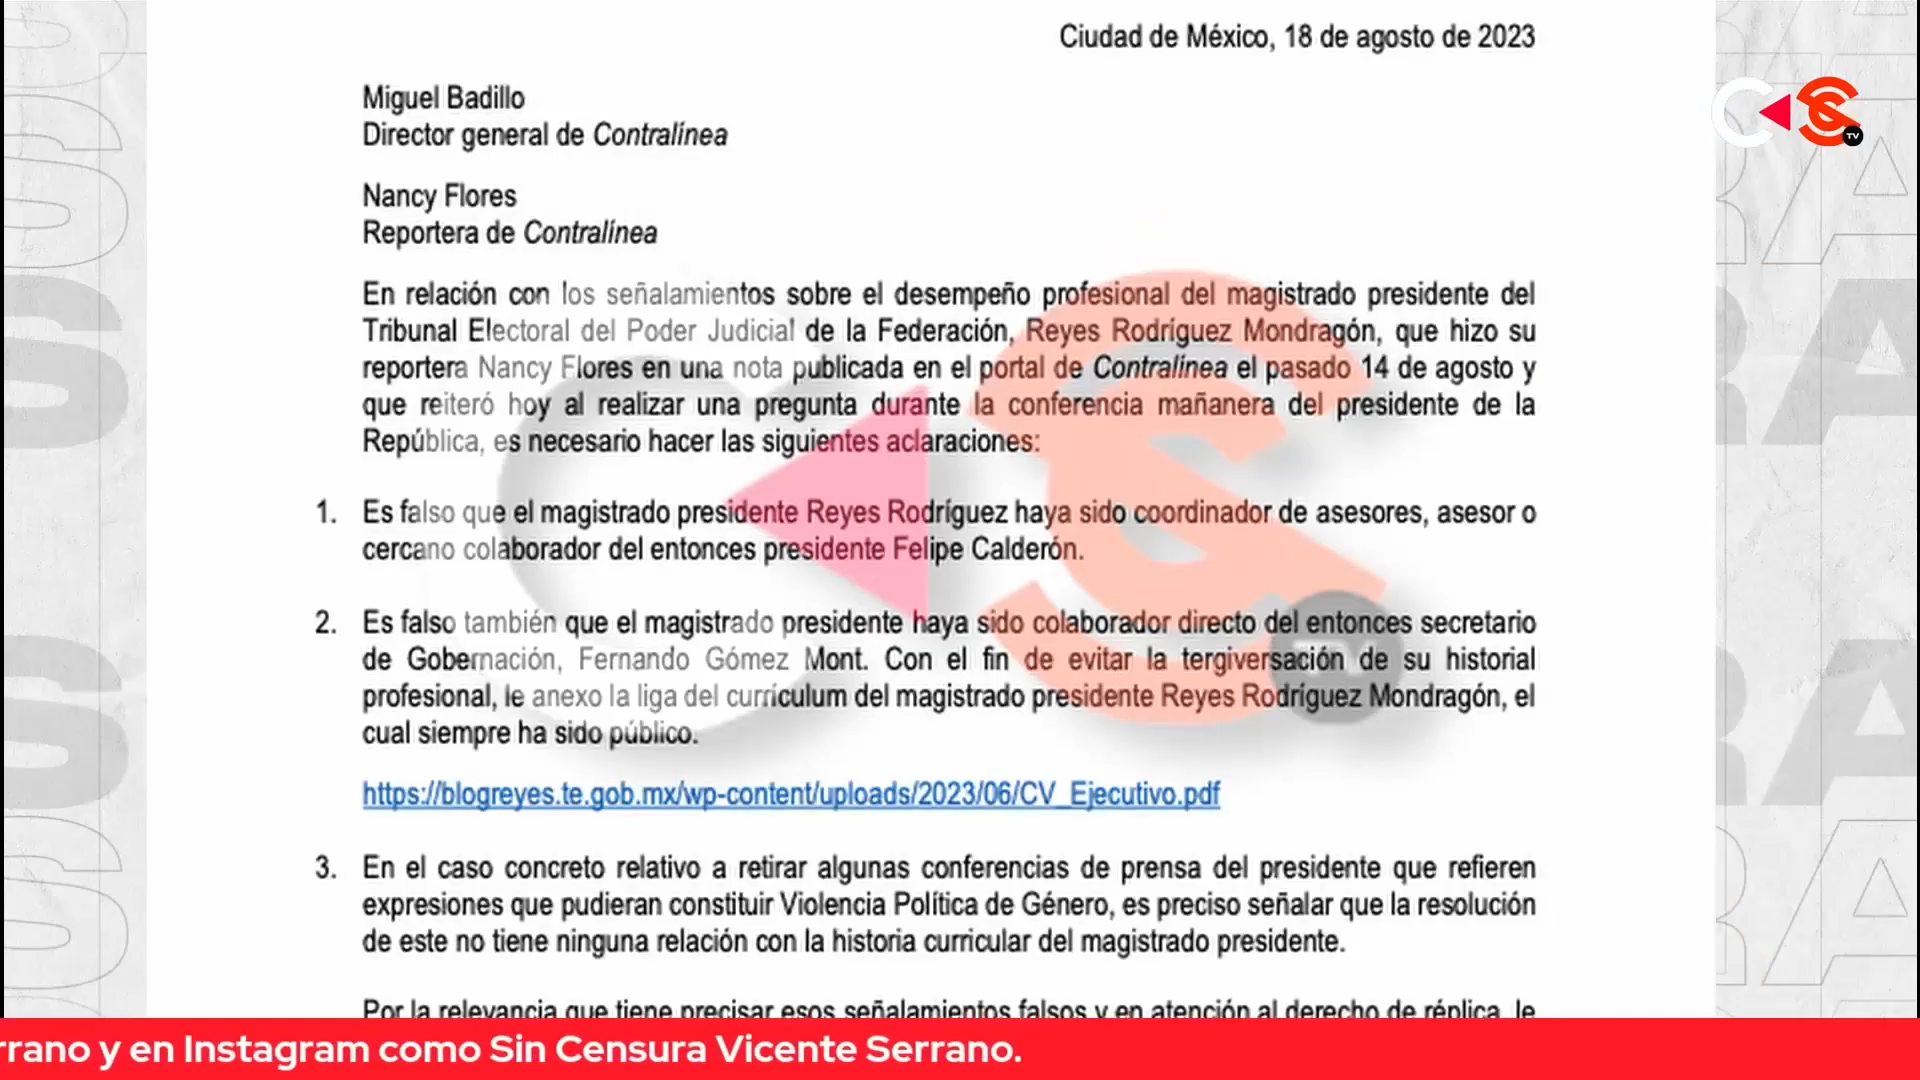 Ciudad de México, 18 de agosto de 2023
Miguel Badillo
Director general de Contralínea
Nancy Flores
Reportera de Contralínea
En relación con los señalamientos sobre el desempeño profesional del magistrado presidente del
Tribunal Electoral del Poder Judicial de la Federación, Reyes Rodríguez Mondragón, que hizo su
reportera Nancy Flores en una nota publicada en el portal de Contralínea el pasado 14 de agosto y
que reiteró hoy al realizar una pregunta durante la conferencia mañanera del presidente de la
República, es necesario hacer las siguientes aclaraciones:
1. Es falso que el magistrado presidente Reyes Rodríguez haya sido coordinador de asesores, asesor o
cercano colaborador del entonces presidente Felipe Calderón.
2. Es falso también que el magistrado presidente haya sido colaborador directo del entonces secretario
de Gobernación, Fernando Gómez Mont. Con el fin de evitar la tergiversación de su historial
profesional, le anexo la liga del currículum del magistrado presidente Reyes Rodríguez Mondragón, el
cual siempre ha sido público.
https://blogreyes.te.gob.mx/wp-content/uploads/2023/06/CV_Ejecutivo.pdf
3. En el caso concreto relativo a retirar algunas conferencias de prensa del presidente que refieren
expresiones que pudieran constituir Violencia Política de Género, es preciso señalar que la resolución
de este no tiene ninguna relación con la historia curricular del magistrado presidente.
Por la relevancia que tiene precisar esos señalamientos falsos y en atención al derecho de réplica, le
rrano y en Instagram como Sin Censura Vicente Serrano.
TV
TV